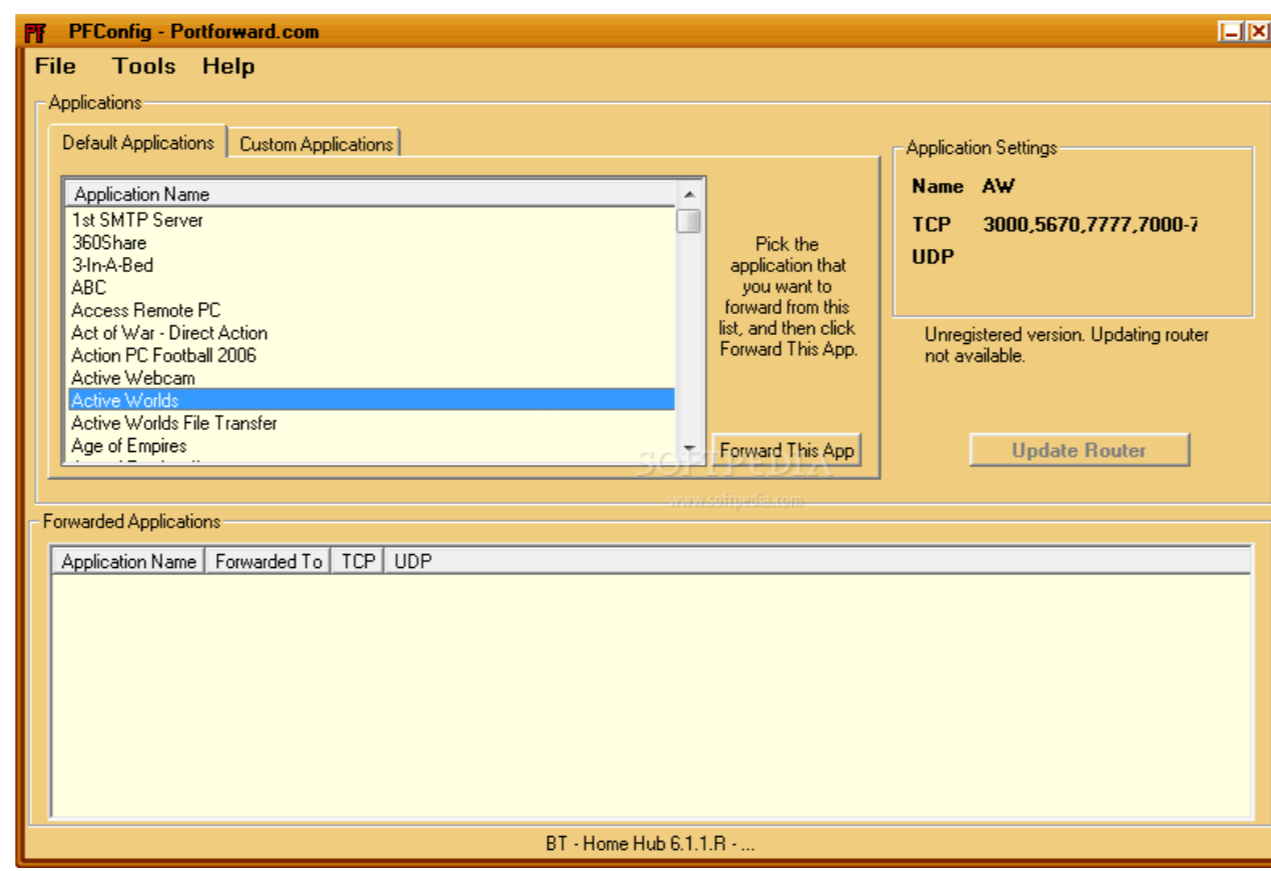 PF PFConfig - Portforward.com
File Tools Help
Applications
Default Applications Custom Applications
Application Name
1st SMTP Server
360Share
3-In-A-Bed
ABC
Access Remote PC
Act of War - Direct Action
Action PC Football 2006
Active Webcam
Active Worlds
Active Worlds File Transfer
Age of Empires
Pick the
application that
you want to
forward from this
list, and then click
Forward This App.
Forward This App
Application Settings
Name AW
TCP 3000,5670,7777,7000-7
UDP
Unregistered version. Updating router
not available.
Update Router
SOFTPEDIA
www.softpedia.com
Forwarded Applications
Application Name Forwarded To TCP UDP
BT - Home Hub 6.1.1.R - ...